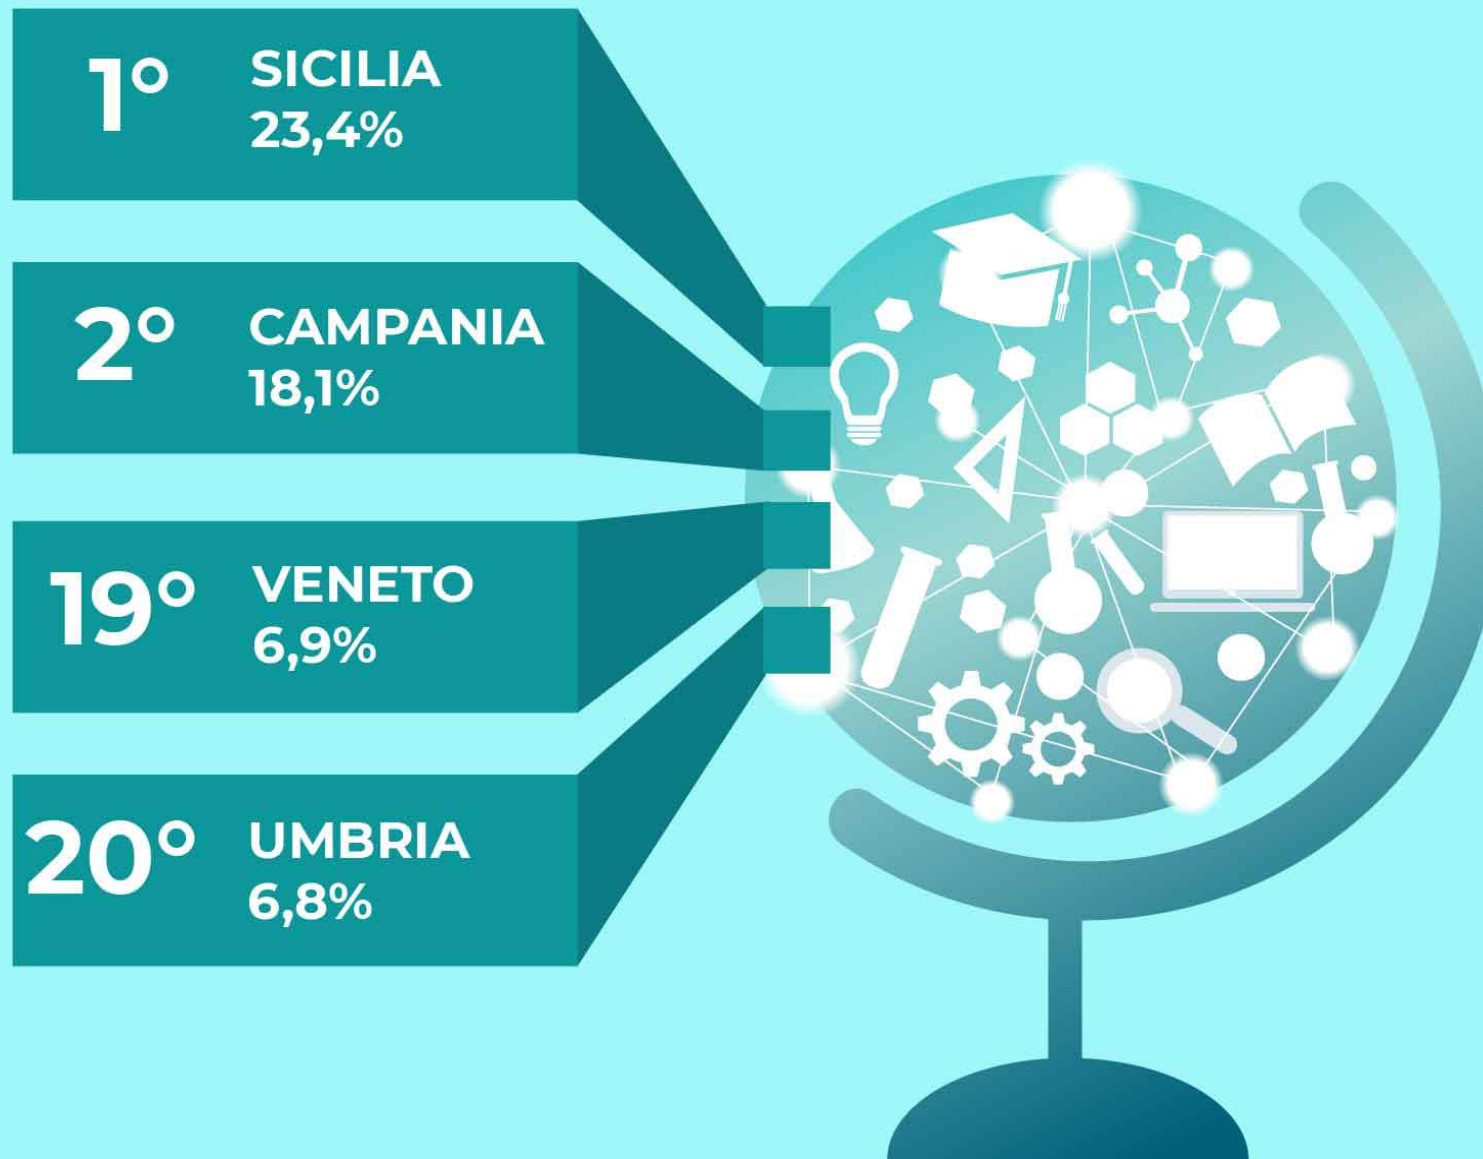 1°
SICILIA
23,4%
2°
CAMPANIA
18,1%
19°
VENETO
6,9%
20°
UMBRIA
6,8%